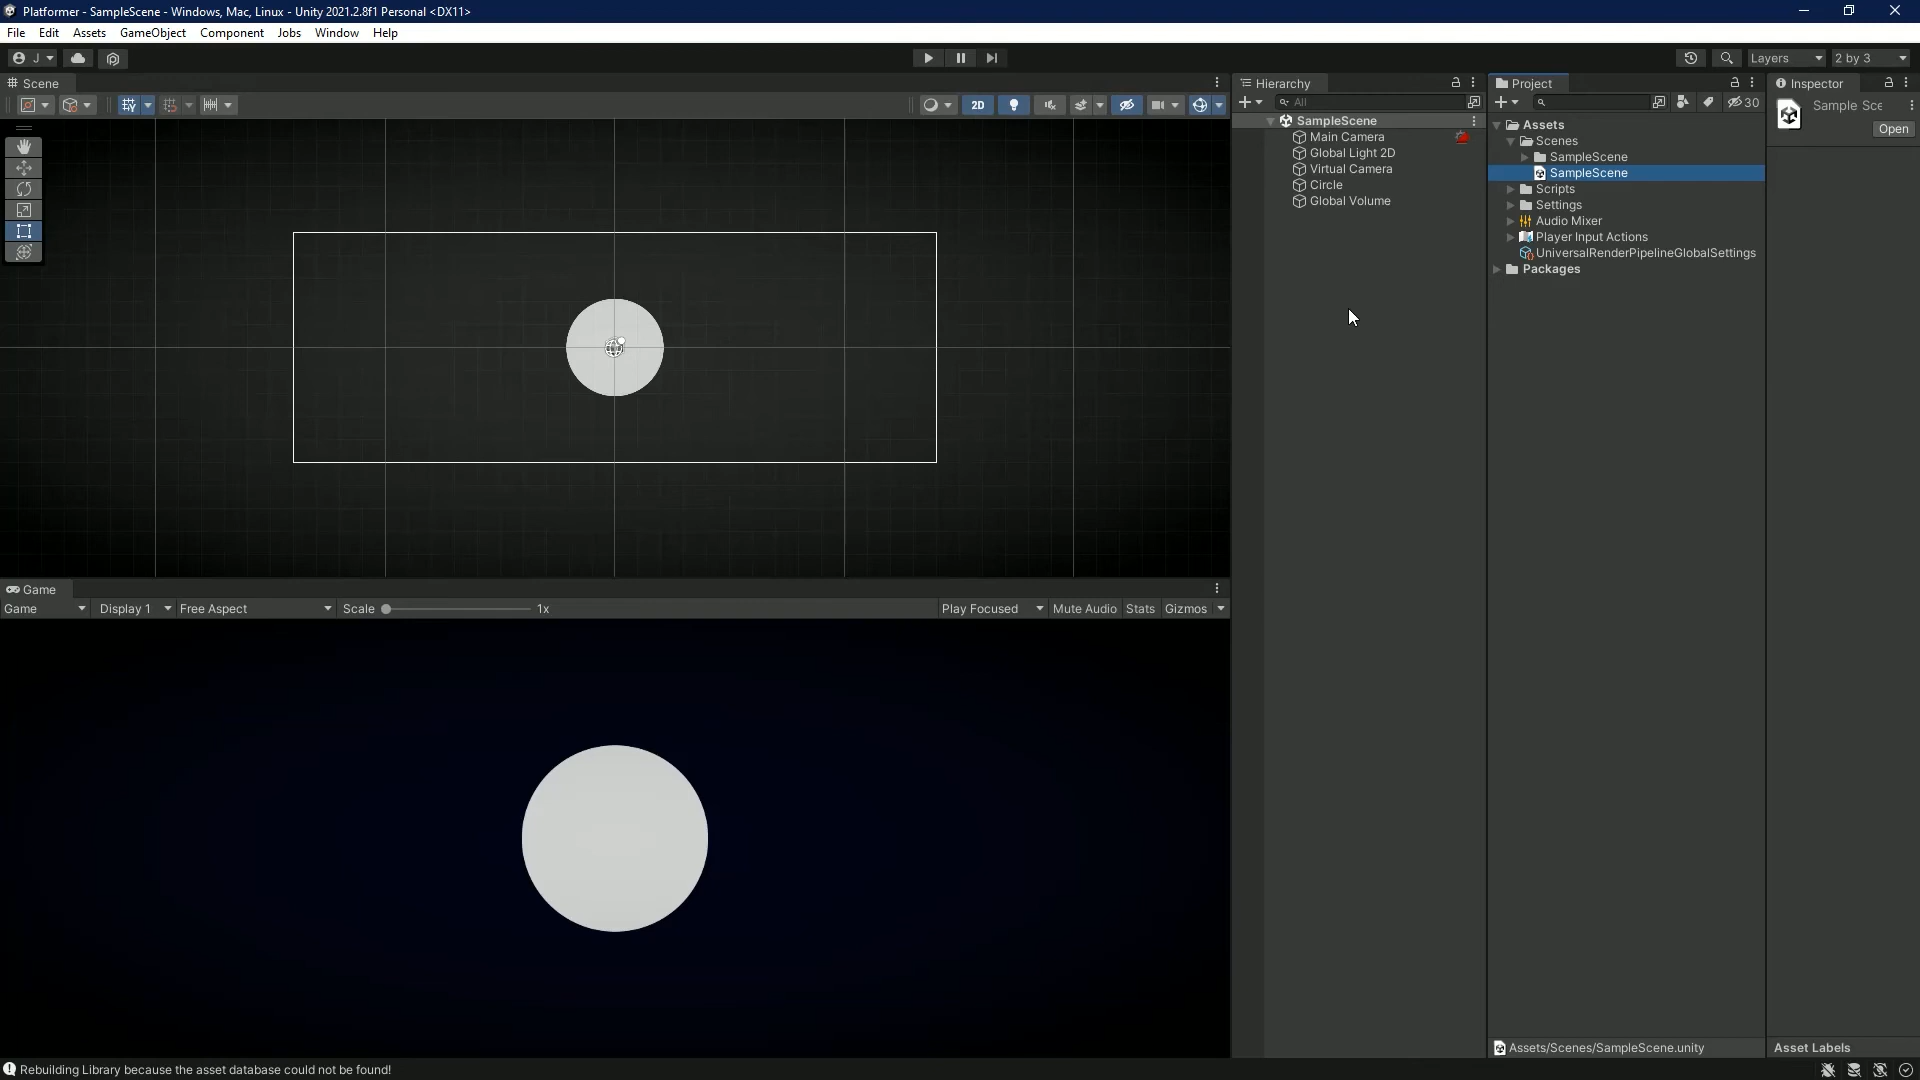 Platformer - SampleScene - Windows, Mac, Linux - Unity 2021.2.8f1 Personal <DX11>
File Edit Assets GameObject Component Jobs Window Help
J Layers 2 by 3
Scene
2D
Game
Game Display 1 Free Aspect Scale 1x Play Focused Mute Audio Stats Gizmos
Hierarchy
All
SampleScene
Main Camera
Global Light 2D
Virtual Camera
Circle
Global Volume
Project
30
Assets
Scenes
SampleScene
SampleScene
Scripts
Settings
Audio Mixer
Player Input Actions
UniversalRenderPipelineGlobalSettings
Packages
Assets/Scenes/SampleScene.unity
Inspector
Sample Sce
Open
Asset Labels
Rebuilding Library because the asset database could not be found!